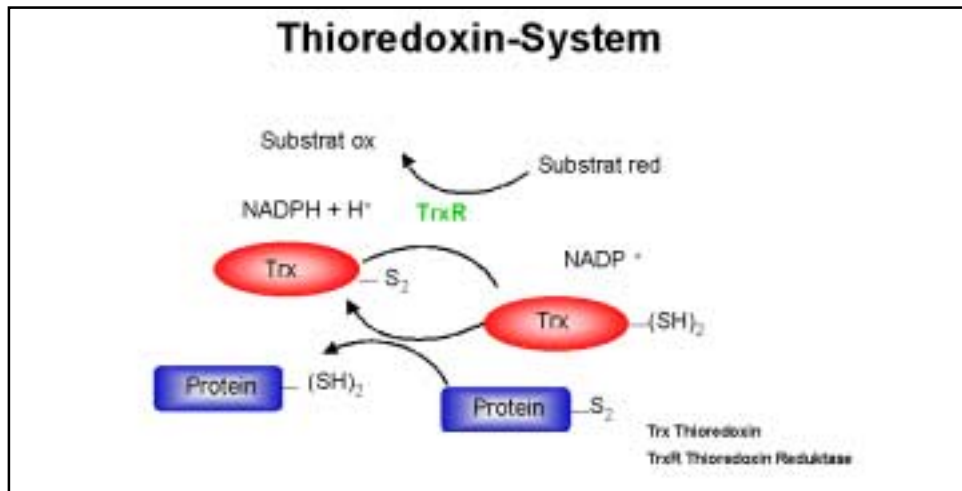 Thioredoxin-System
Substrat ox
Substrat red
NADPH + H⁺
TrxR
Trx
S₂
NADP ⁺
Trx
(SH)₂
Protein
(SH)₂
Protein
S₂
Trx Thioredoxin
TrxR Thioredoxin Reduktase